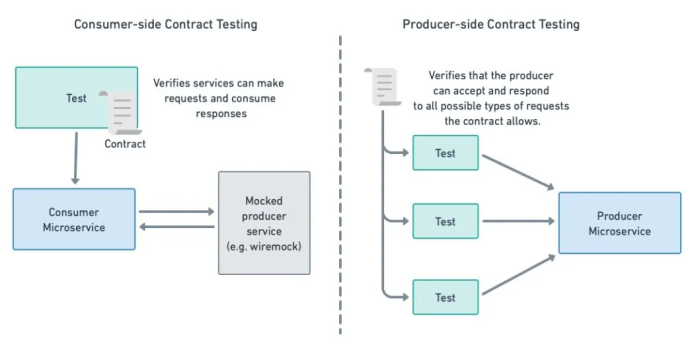 Consumer-side Contract Testing
Test
Contract
Verifies services can make
requests and consume
responses
Consumer
Microservice
Mocked
producer
service
(e.g. wiremock)
Producer-side Contract Testing
Verifies that the producer
can accept and respond
to all possible types of requests
the contract allows.
Test
Test
Test
Producer
Microservice